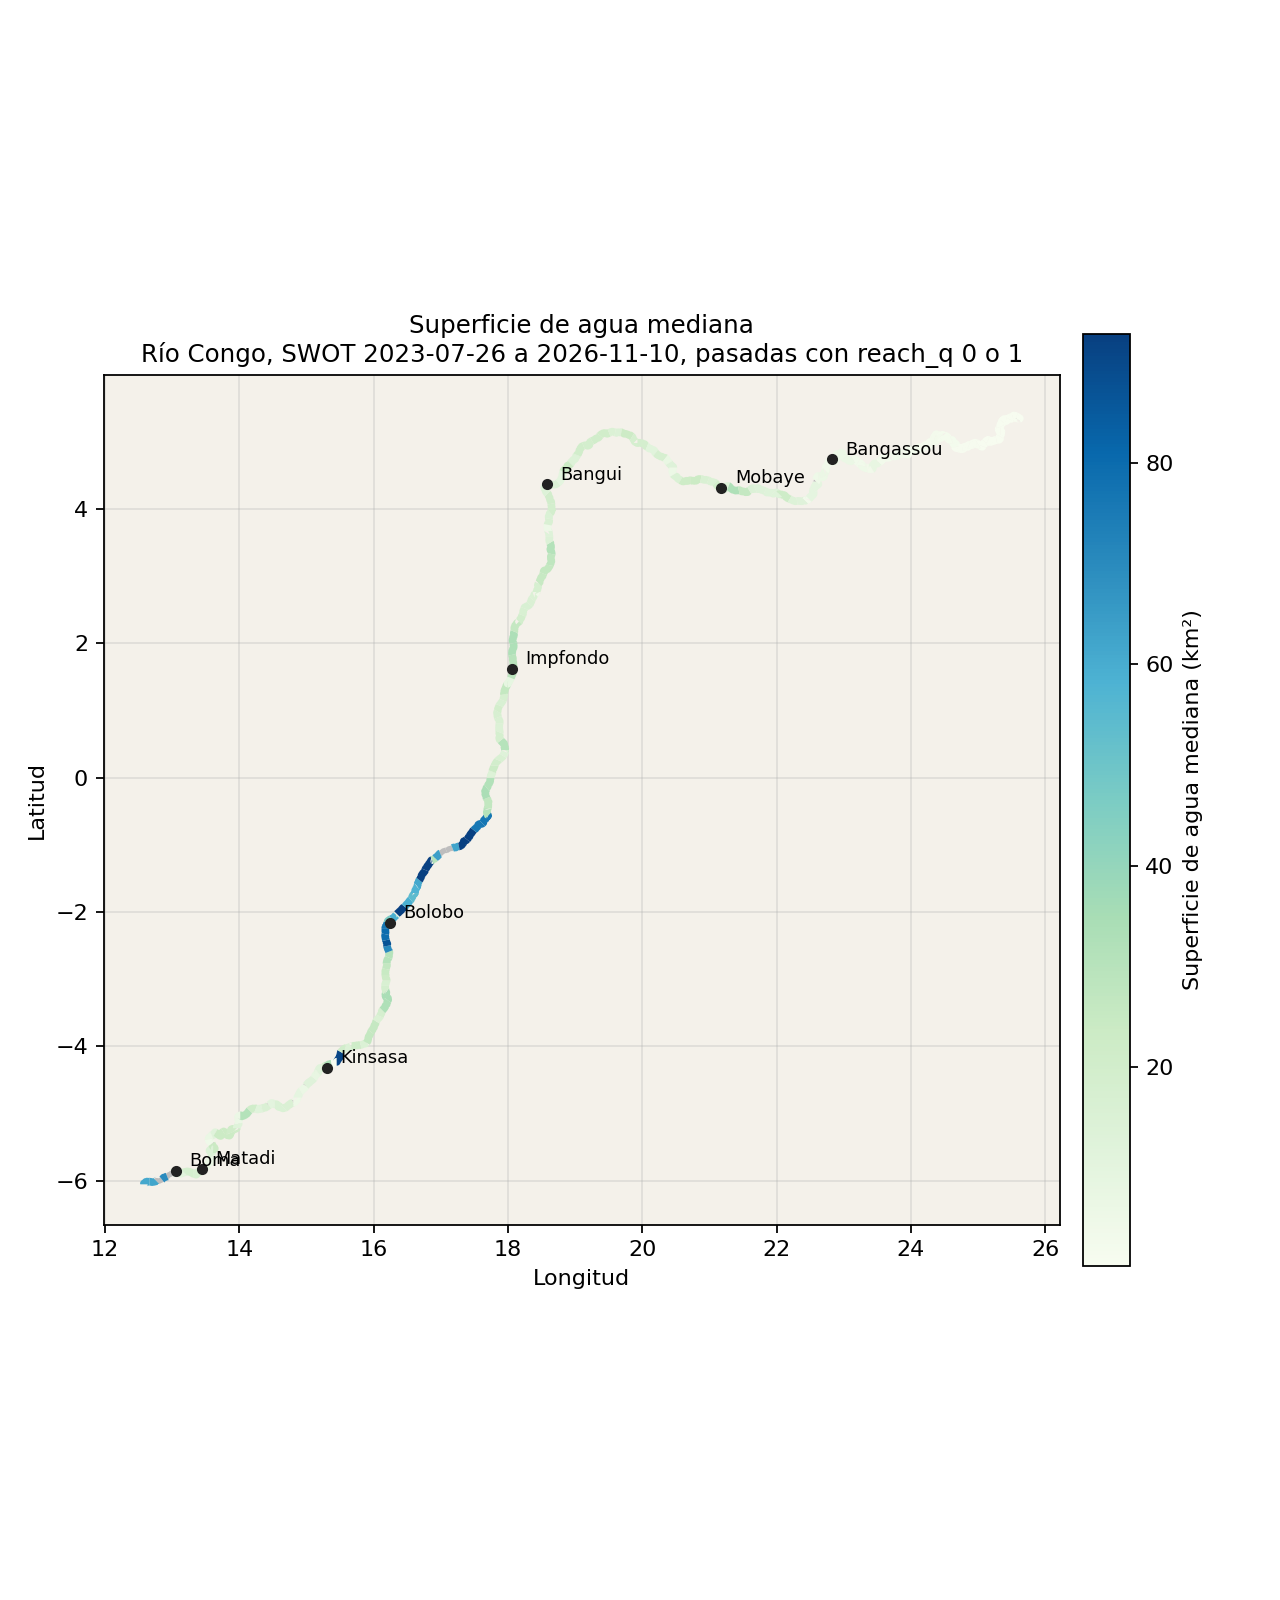 Superficie de agua mediana
Río Congo, SWOT 2023-07-26 a 2026-11-10, pasadas con reach_q 0 o 1
Bangassou
Bangui
Mobaye
Impfondo
Bolobo
Kinsasa
Boma
Matadi
4
2
0
−2
−4
−6
Latitud
12
14
16
18
20
22
24
26
Longitud
80
60
40
20
Superficie de agua mediana (km²)